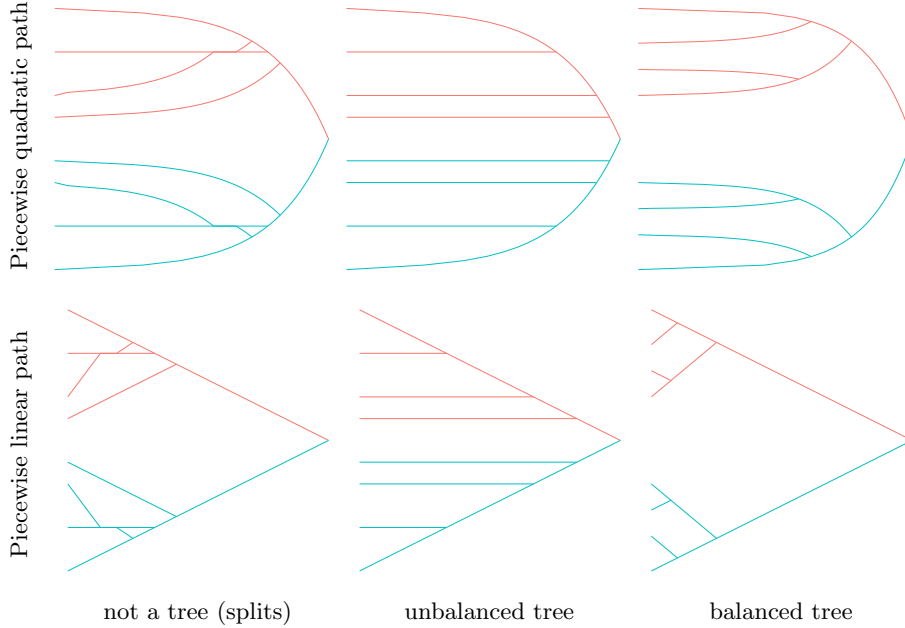 Piecewise quadratic path
Piecewise linear path
not a tree (splits)
unbalanced tree
balanced tree